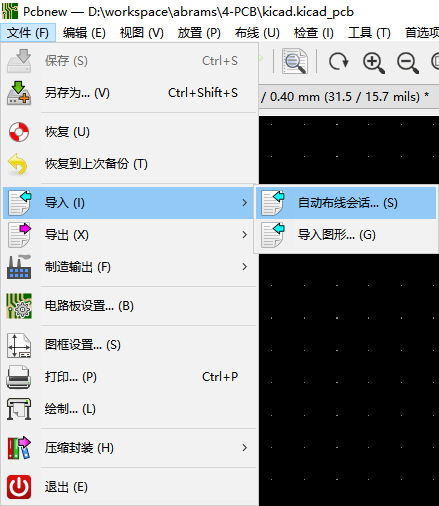 Pcbnew — D:\workspace\abrams\4-PCB\kicad.kicad_pcb
文件 (F) 编辑 (E) 视图 (V) 放置 (P) 布线 (U) 检查 (I) 工具 (T) 首选项
保存 (S) Ctrl+S
另存为... (V) Ctrl+Shift+S
/ 0.40 mm (31.5 / 15.7 mils) *
恢复 (U)
恢复到上次备份 (T)
导入 (I)
自动布线会话... (S)
导出 (X)
导入图形... (G)
制造输出 (F)
电路板设置... (B)
图框设置... (S)
打印... (P) Ctrl+P
绘制... (L)
压缩封装 (H)
退出 (E)